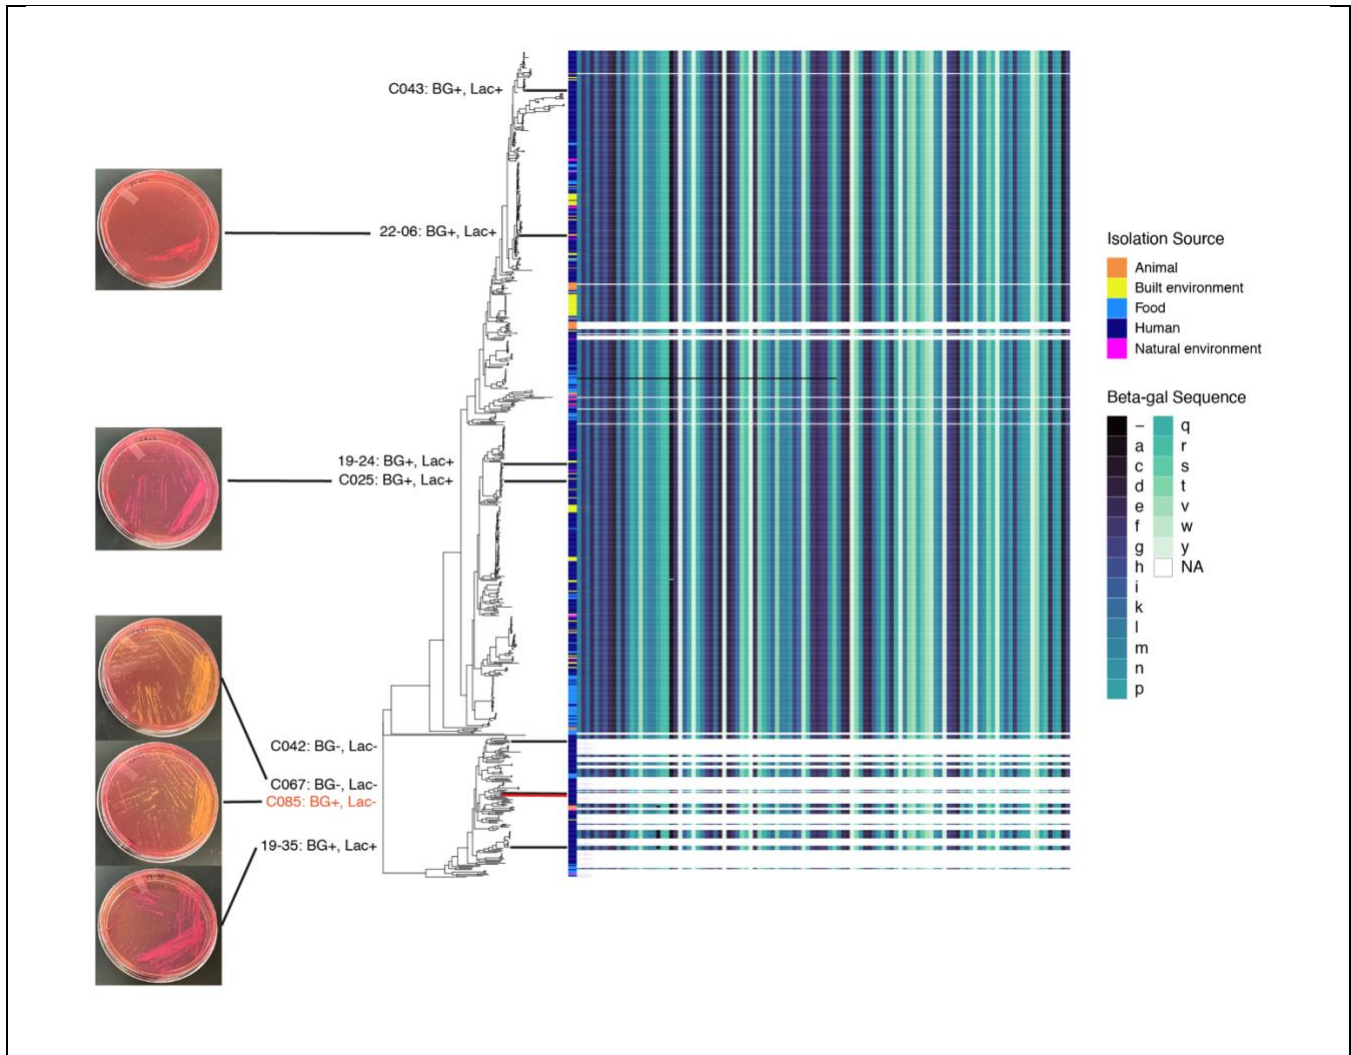 C043: BG+, Lac+
22-06: BG+, Lac+
19-24: BG+, Lac+
C025: BG+, Lac+
C042: BG-, Lac-
C067: BG-, Lac-
C085: BG+, Lac-
19-35: BG+, Lac+
Isolation Source
Animal
Built environment
Food
Human
Natural environment
Beta-gal Sequence
– q
a r
c s
d t
e v
f w
g y
h NA
i
k
l
m
n
p